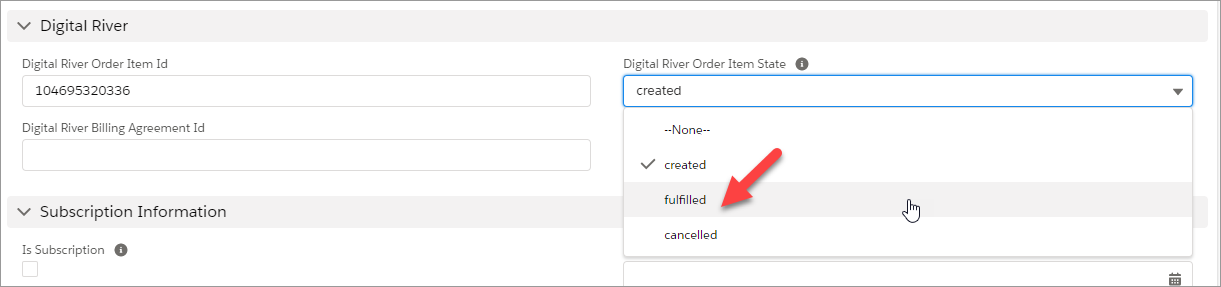 Digital River
Digital River Order Item Id
104695320336
Digital River Order Item State
created
--None--
created
fulfilled
cancelled
Digital River Billing Agreement Id
Subscription Information
Is Subscription